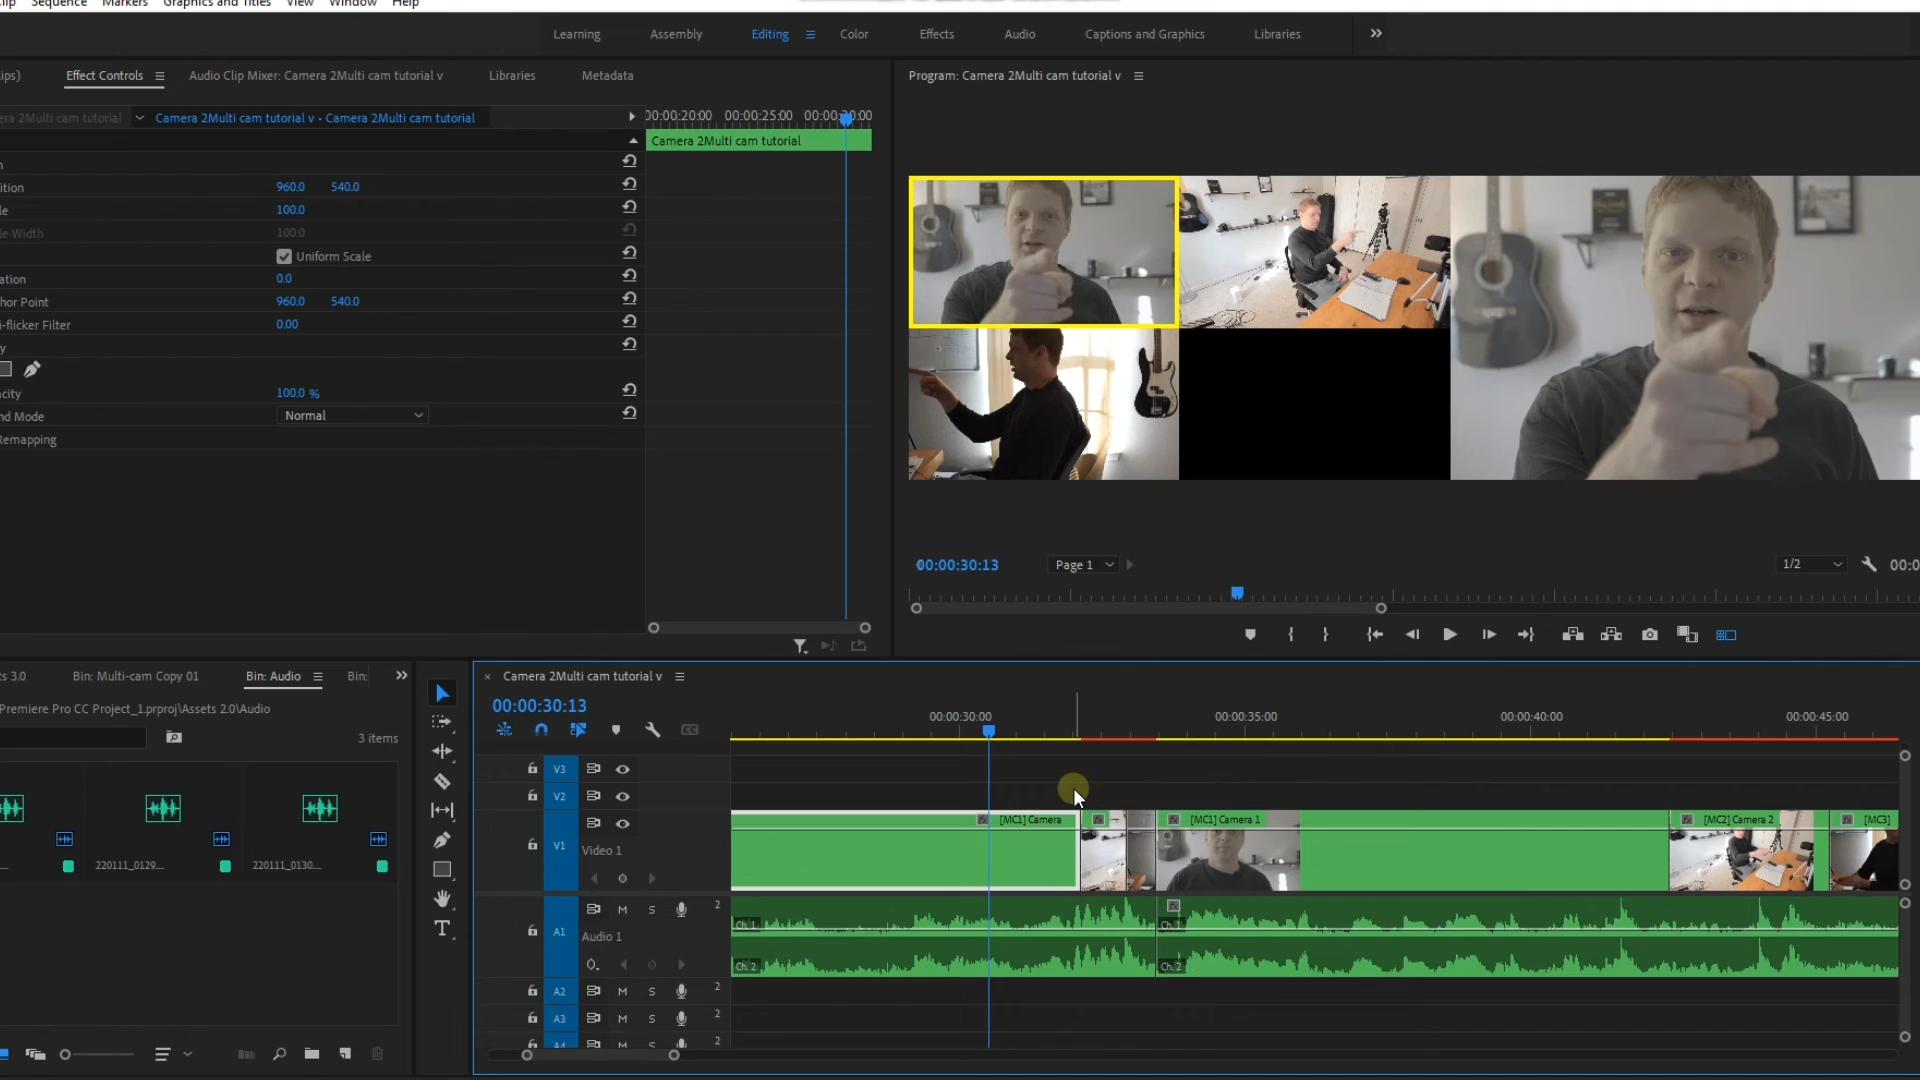 Sequence Markers Graphics and Titles View Window Help
Learning Assembly Editing Color Effects Audio Captions and Graphics Libraries
ips) Effect Controls Audio Clip Mixer: Camera 2Multi cam tutorial v Libraries Metadata
Program: Camera 2Multi cam tutorial v
era 2Multi cam tutorial Camera 2Multi cam tutorial v - Camera 2Multi cam tutorial
00:00:20:00 00:00:25:00 00:00:30:00
Camera 2Multi cam tutorial
ition 960.0 540.0
le 100.0
le Width 100.0
Uniform Scale
ation 0.0
hor Point 960.0 540.0
i-flicker Filter 0.00
y
acity 100.0 %
nd Mode Normal
Remapping
00:00:30:13 Page 1 1/2 00:0
ts 3.0 Bin: Multi-cam Copy 01 Bin: Audio Bin:
Premiere Pro CC Project_1.prproj\Assets 2.0\Audio
3 items
220111_0129... 220111_0130...
Camera 2Multi cam tutorial v
00:00:30:13
00:00:30:00 00:00:35:00 00:00:40:00 00:00:45:00
V3
V2
V1 Video 1
[MC1] Camera [MC1] Camera 1 [MC2] Camera 2 [MC3]
A1 M S 2
Audio 1
Ch. 1 Ch. 1
Ch. 2 Ch. 2
A2 M S 2
A3 M S 2
A4 M S 2